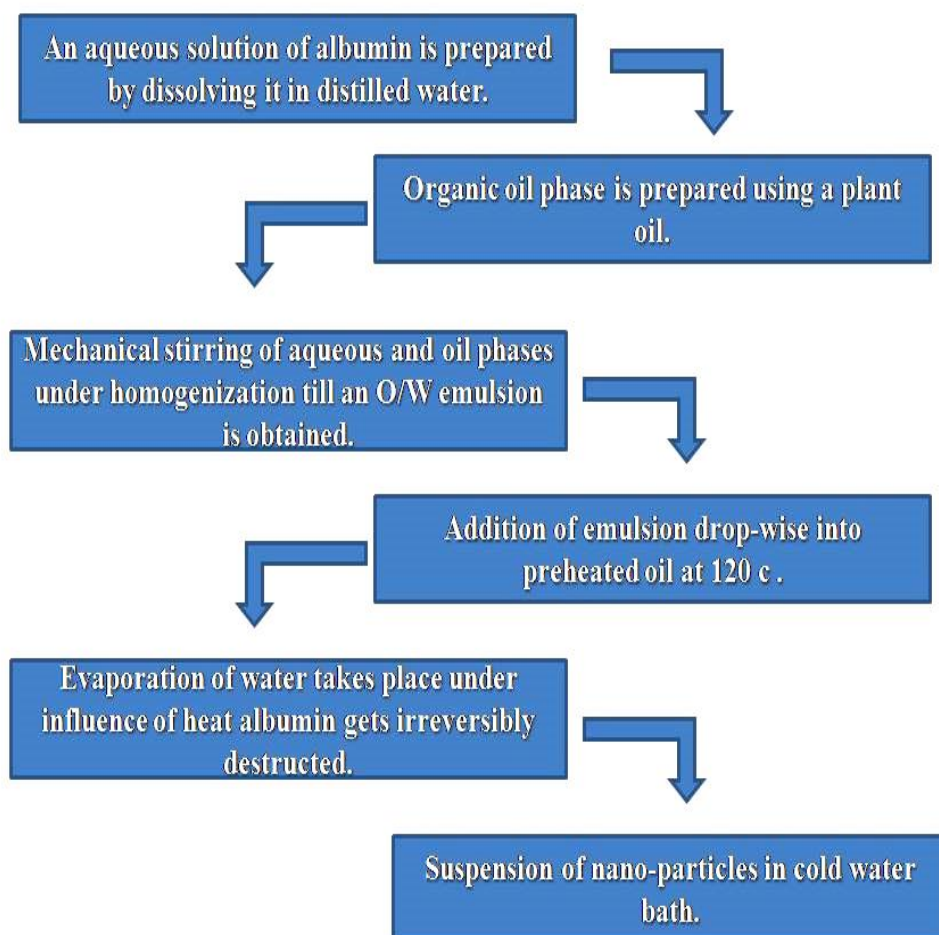 An aqueous solution of albumin is prepared
by dissolving it in distilled water.
Organic oil phase is prepared using a plant
oil.
Mechanical stirring of aqueous and oil phases
under homogenization till an O/W emulsion
is obtained.
Addition of emulsion drop-wise into
preheated oil at 120 c .
Evaporation of water takes place under
influence of heat albumin gets irreversibly
destructed.
Suspension of nano-particles in cold water
bath.